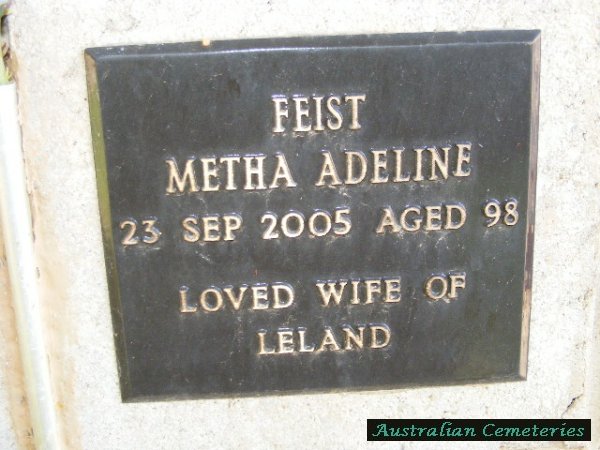 FEIST
METHA ADELINE
23 SEP 2005 AGED 98
LOVED WIFE OF
LELAND
Australian Cemeteries